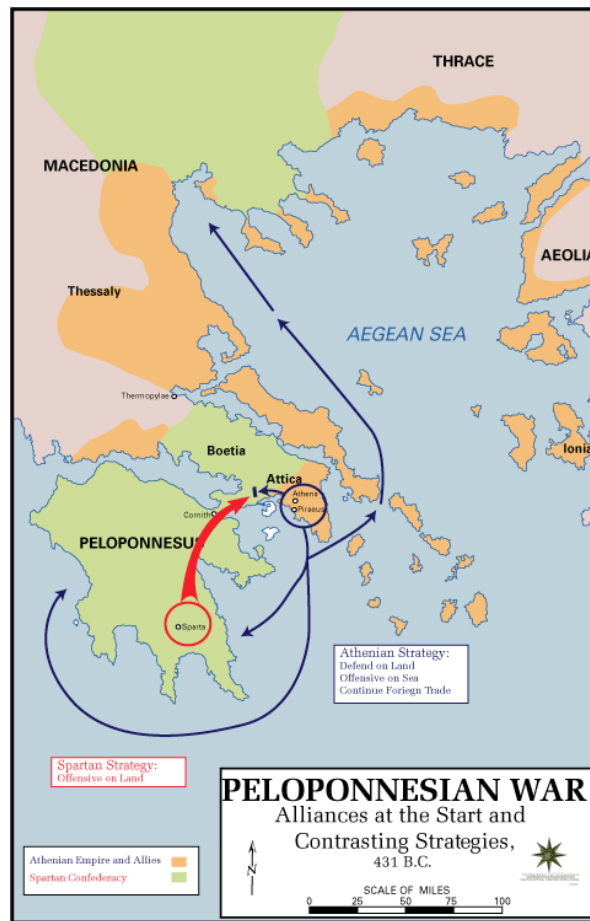 THRACE
MACEDONIA
AEOLIA
Thessaly
AEGEAN SEA
Thermopylae
Boetia
Ionia
Attica
Athens
Piraeus
Cornith
PELOPONNESUS
Sparta
Athenian Strategy:
Defend on Land
Offensive on Sea
Continue Foriegn Trade
Spartan Strategy:
Offensive on Land
PELOPONNESIAN WAR
Alliances at the Start and
Contrasting Strategies,
431 B.C.
N
Athenian Empire and Allies
Spartan Confederacy
SCALE OF MILES
0 25 50 75 100